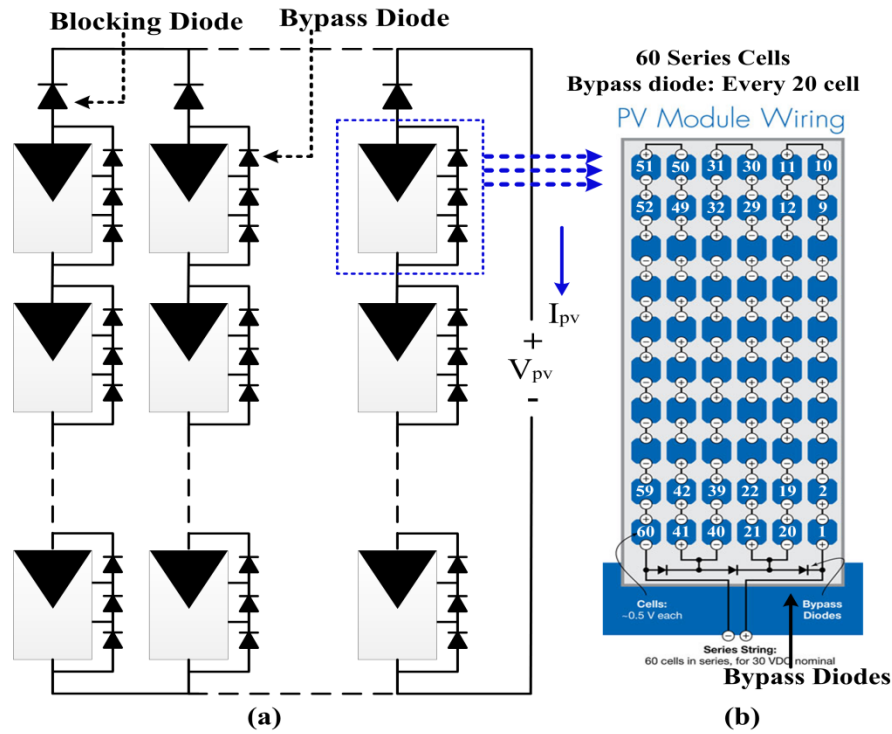 Blocking Diode
Bypass Diode
Ipv
+
Vpv
-
(a)
60 Series Cells
Bypass diode: Every 20 cell
PV Module Wiring
51 50 31 30 11 10
52 49 32 29 12 9
59 42 39 22 19 2
60 41 40 21 20 1
Cells:
~0.5 V each
Bypass
Diodes
- +
Series String:
60 cells in series, for 30 VDC nominal
Bypass Diodes
(b)